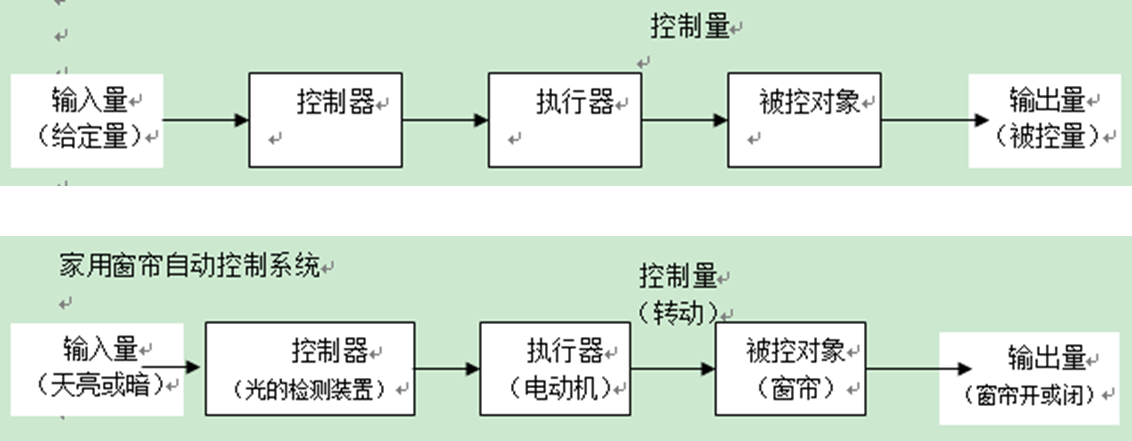 控制量
输入量
（给定量）
控制器
执行器
被控对象
输出量
（被控量）
家用窗帘自动控制系统
控制量
（转动）
输入量
（天亮或暗）
控制器
（光的检测装置）
执行器
（电动机）
被控对象
（窗帘）
输出量
（窗帘开或闭）